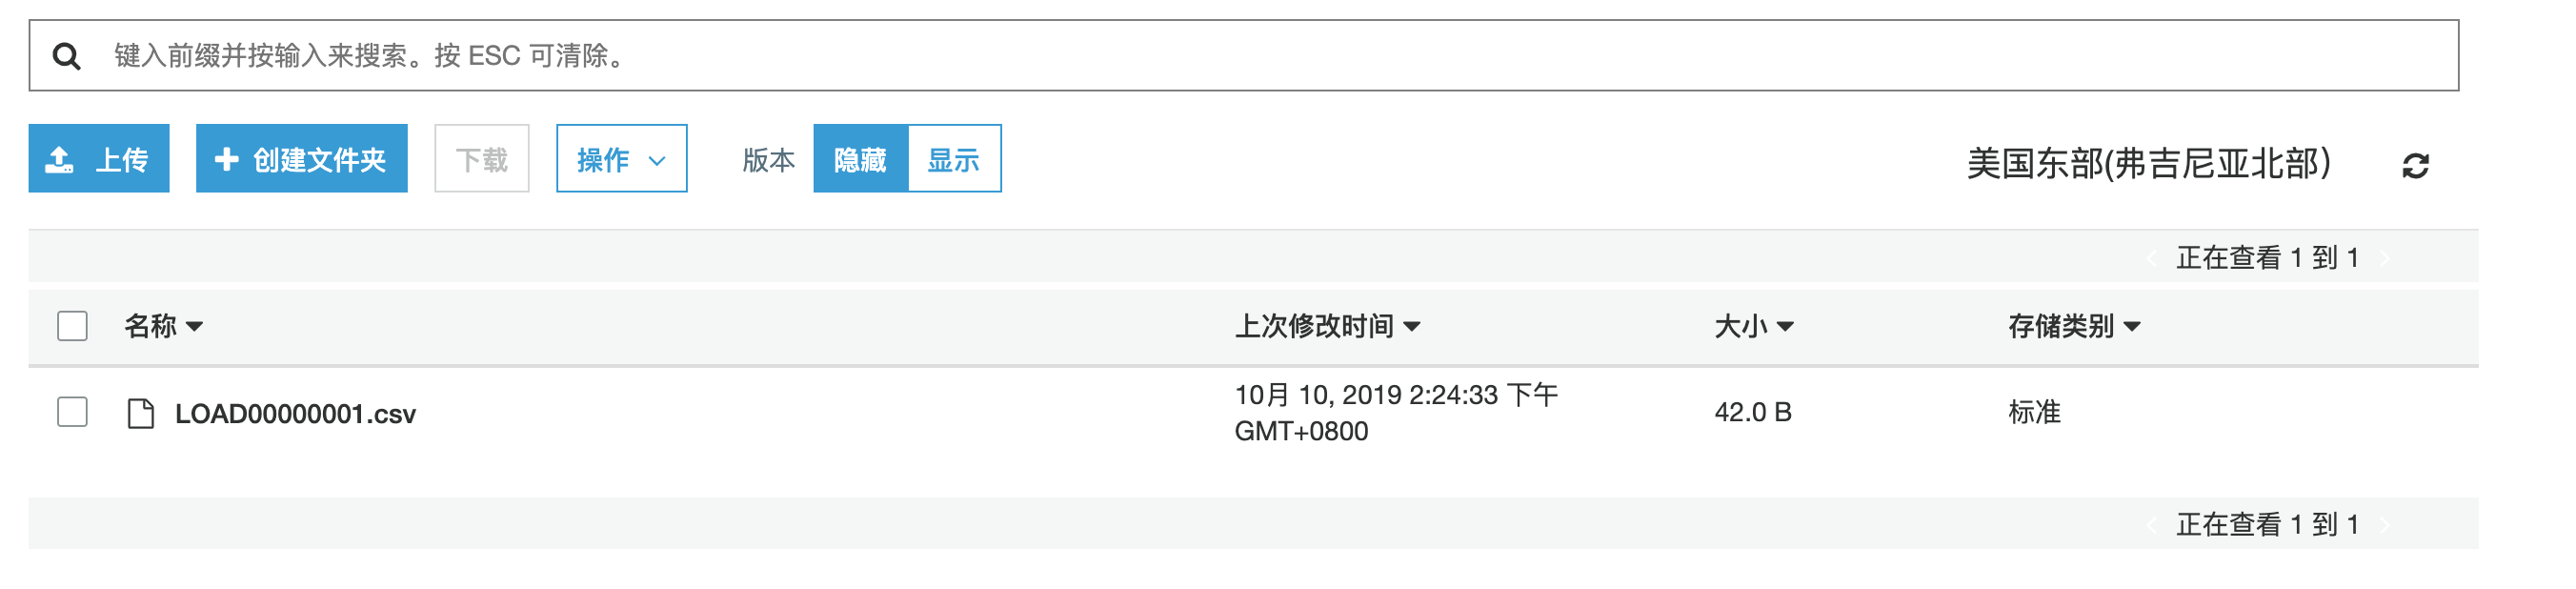 键入前缀并按输入来搜索。按 ESC 可清除。
上传 创建文件夹 下载 操作 版本 隐藏 显示 美国东部(弗吉尼亚北部）
正在查看 1 到 1
名称 上次修改时间 大小 存储类别
LOAD00000001.csv 10月 10, 2019 2:24:33 下午 GMT+0800 42.0 B 标准
正在查看 1 到 1